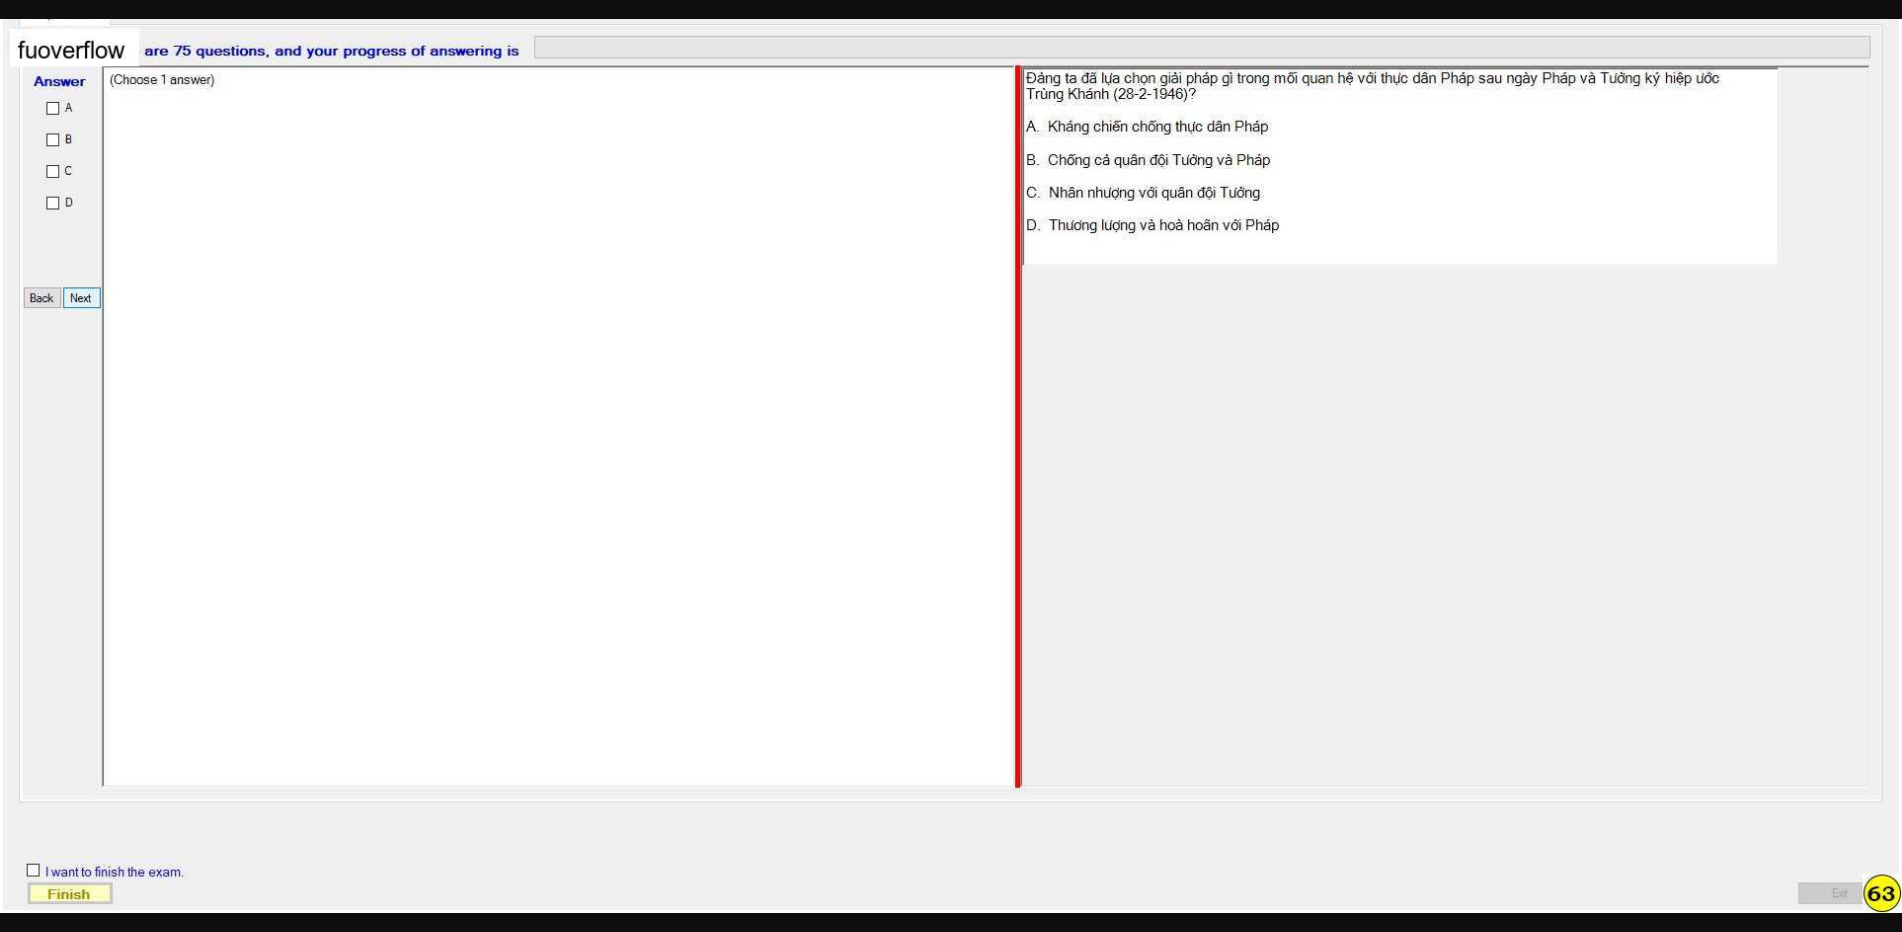 fuoverflow are 75 questions, and your progress of answering is
Answer
(Choose 1 answer)
A
B
C
D
Back Next
Đảng ta đã lựa chọn giải pháp gì trong mối quan hệ với thực dân Pháp sau ngày Pháp và Tưởng ký hiệp ước
Trùng Khánh (28-2-1946)?
A. Kháng chiến chống thực dân Pháp
B. Chống cả quân đội Tưởng và Pháp
C. Nhân nhượng với quân đội Tưởng
D. Thương lượng và hoà hoãn với Pháp
I want to finish the exam.
Finish
Exit
63